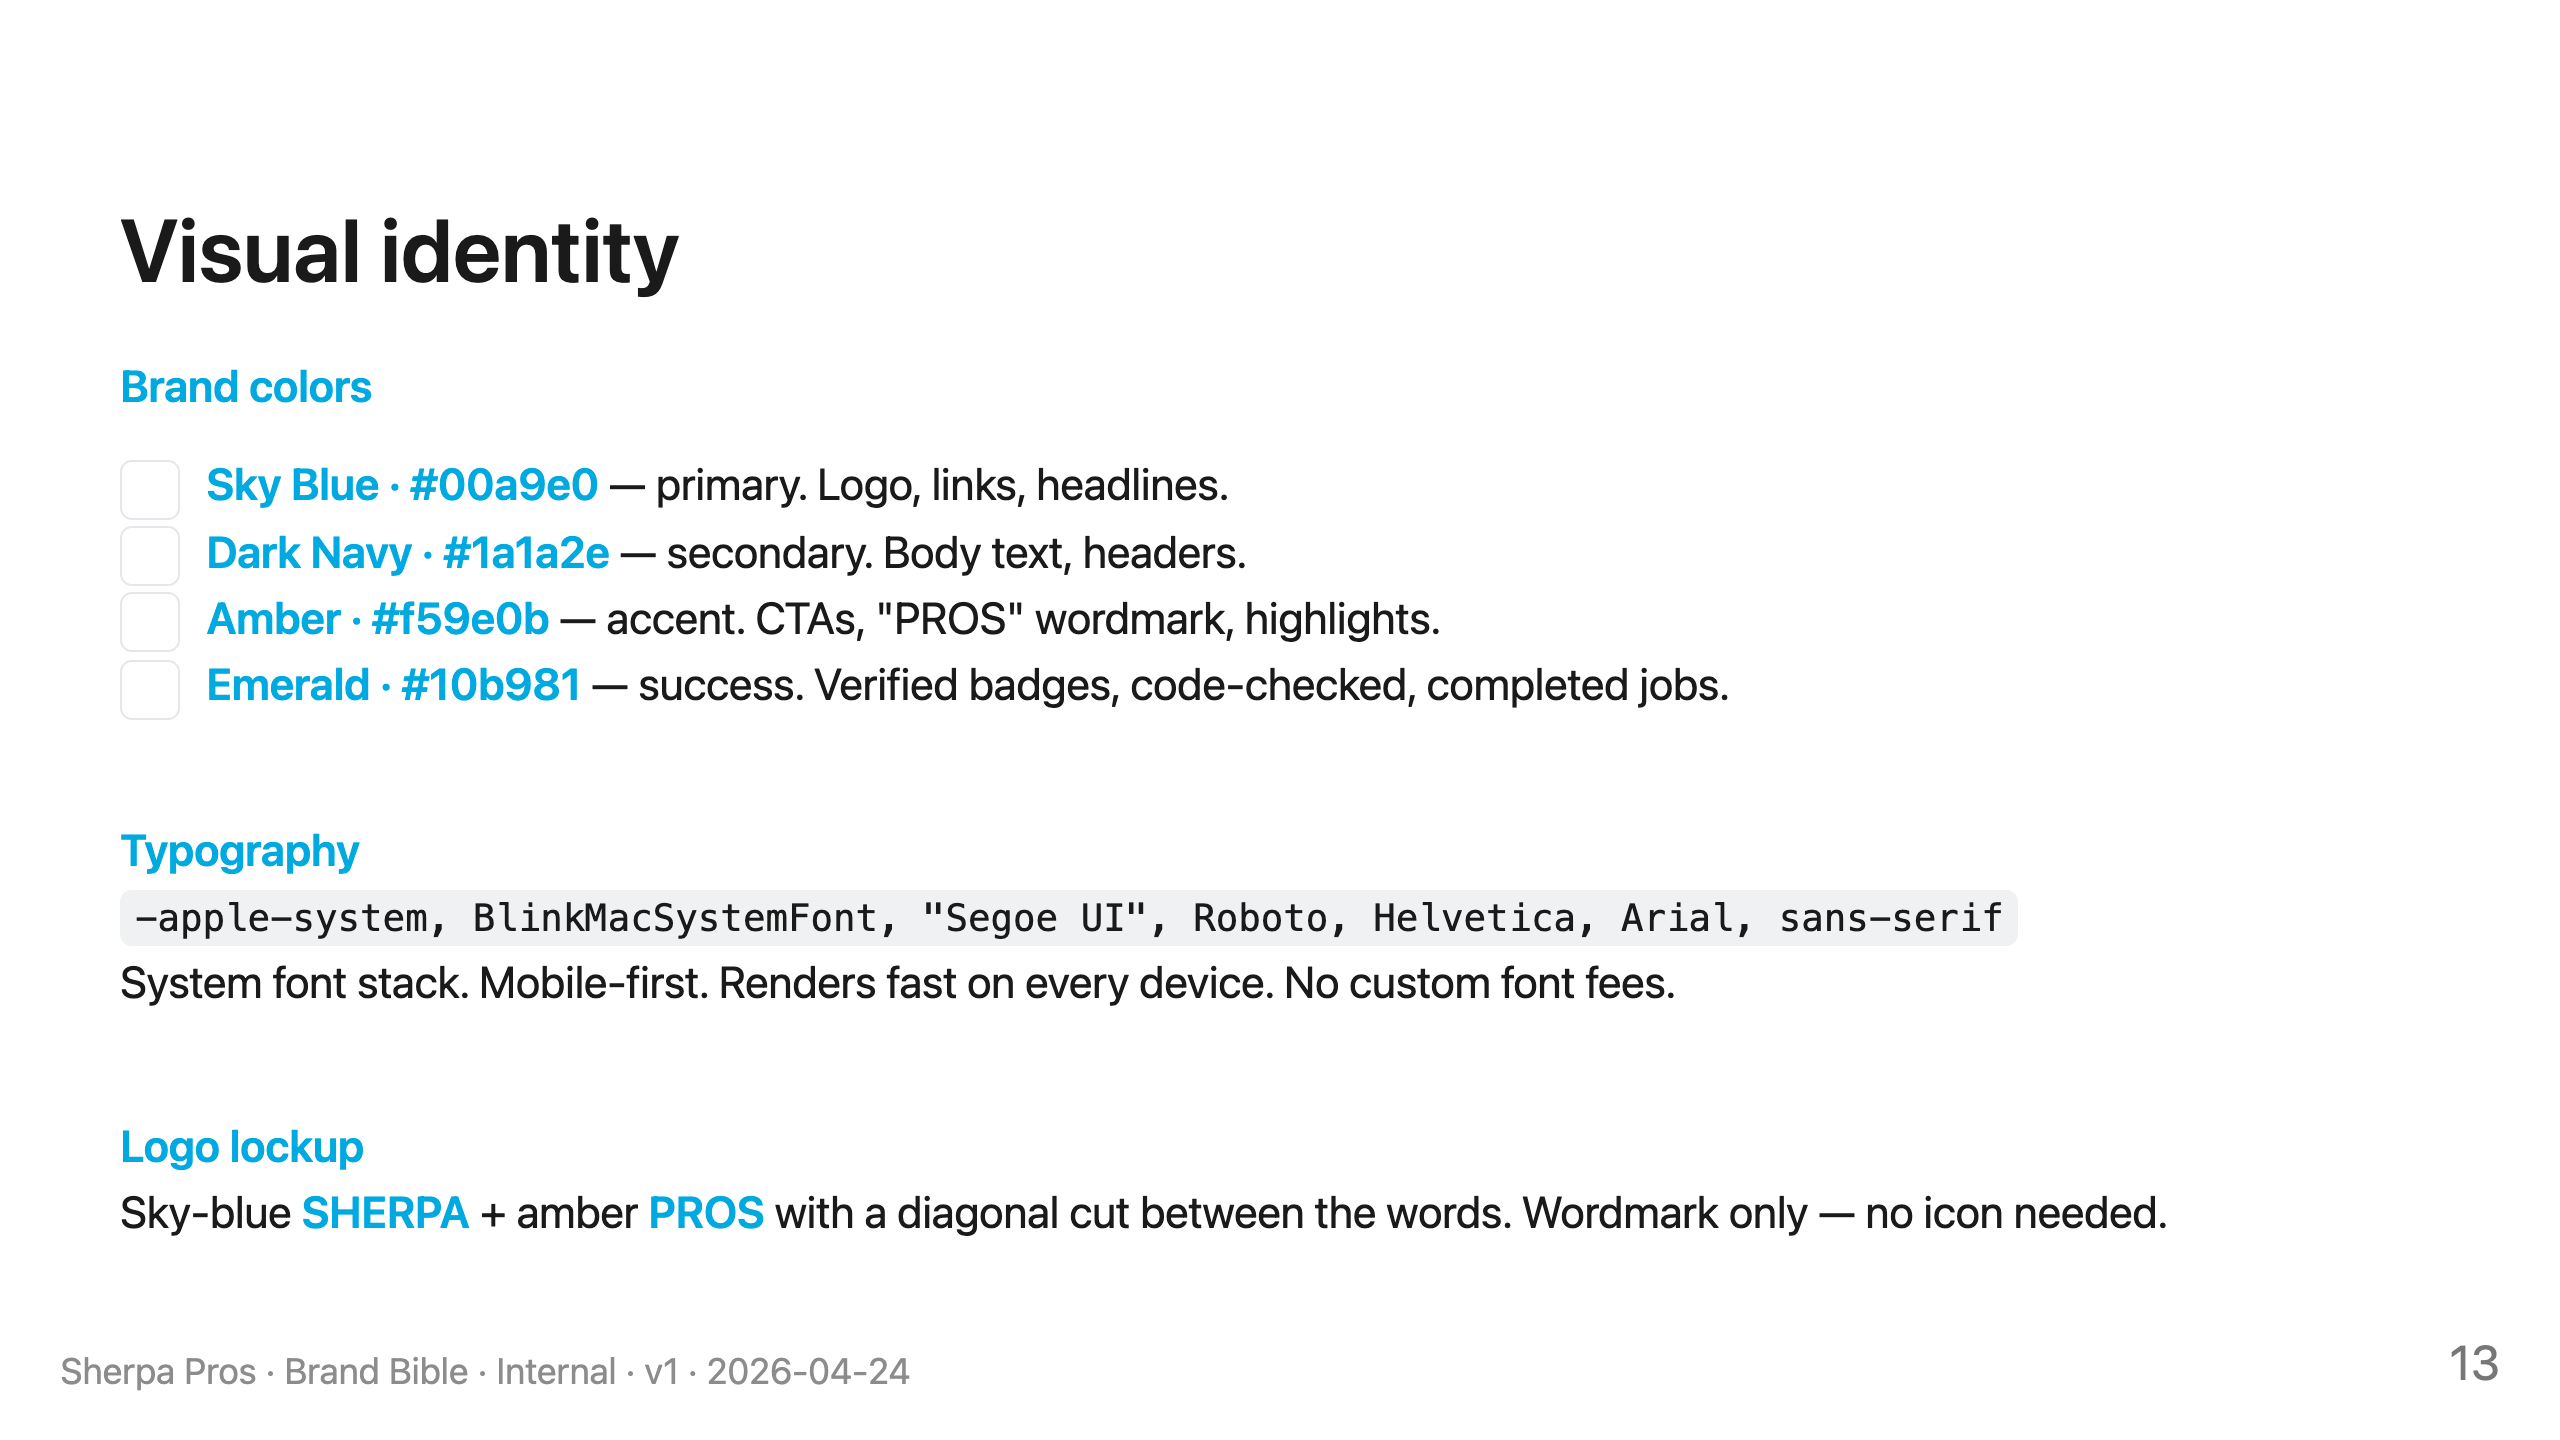 Visual identity
Brand colors
Sky Blue · #00a9e0 — primary. Logo, links, headlines.
Dark Navy · #1a1a2e — secondary. Body text, headers.
Amber · #f59e0b — accent. CTAs, "PROS" wordmark, highlights.
Emerald · #10b981 — success. Verified badges, code-checked, completed jobs.
Typography
-apple-system, BlinkMacSystemFont, "Segoe UI", Roboto, Helvetica, Arial, sans-serif
System font stack. Mobile-first. Renders fast on every device. No custom font fees.
Logo lockup
Sky-blue SHERPA + amber PROS with a diagonal cut between the words. Wordmark only — no icon needed.
Sherpa Pros · Brand Bible · Internal · v1 · 2026-04-24
13